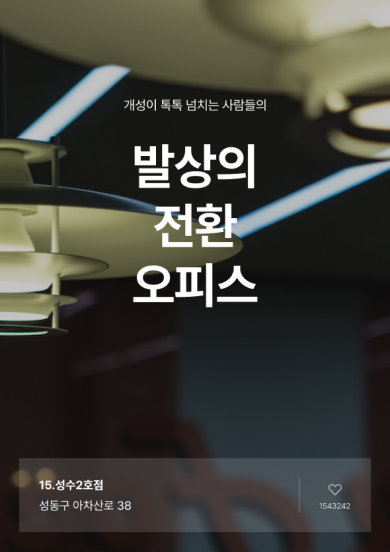 개성이 톡톡 넘치는 사람들의
발상의
전환
오피스
15.성수2호점
성동구 아차산로 38
1543242